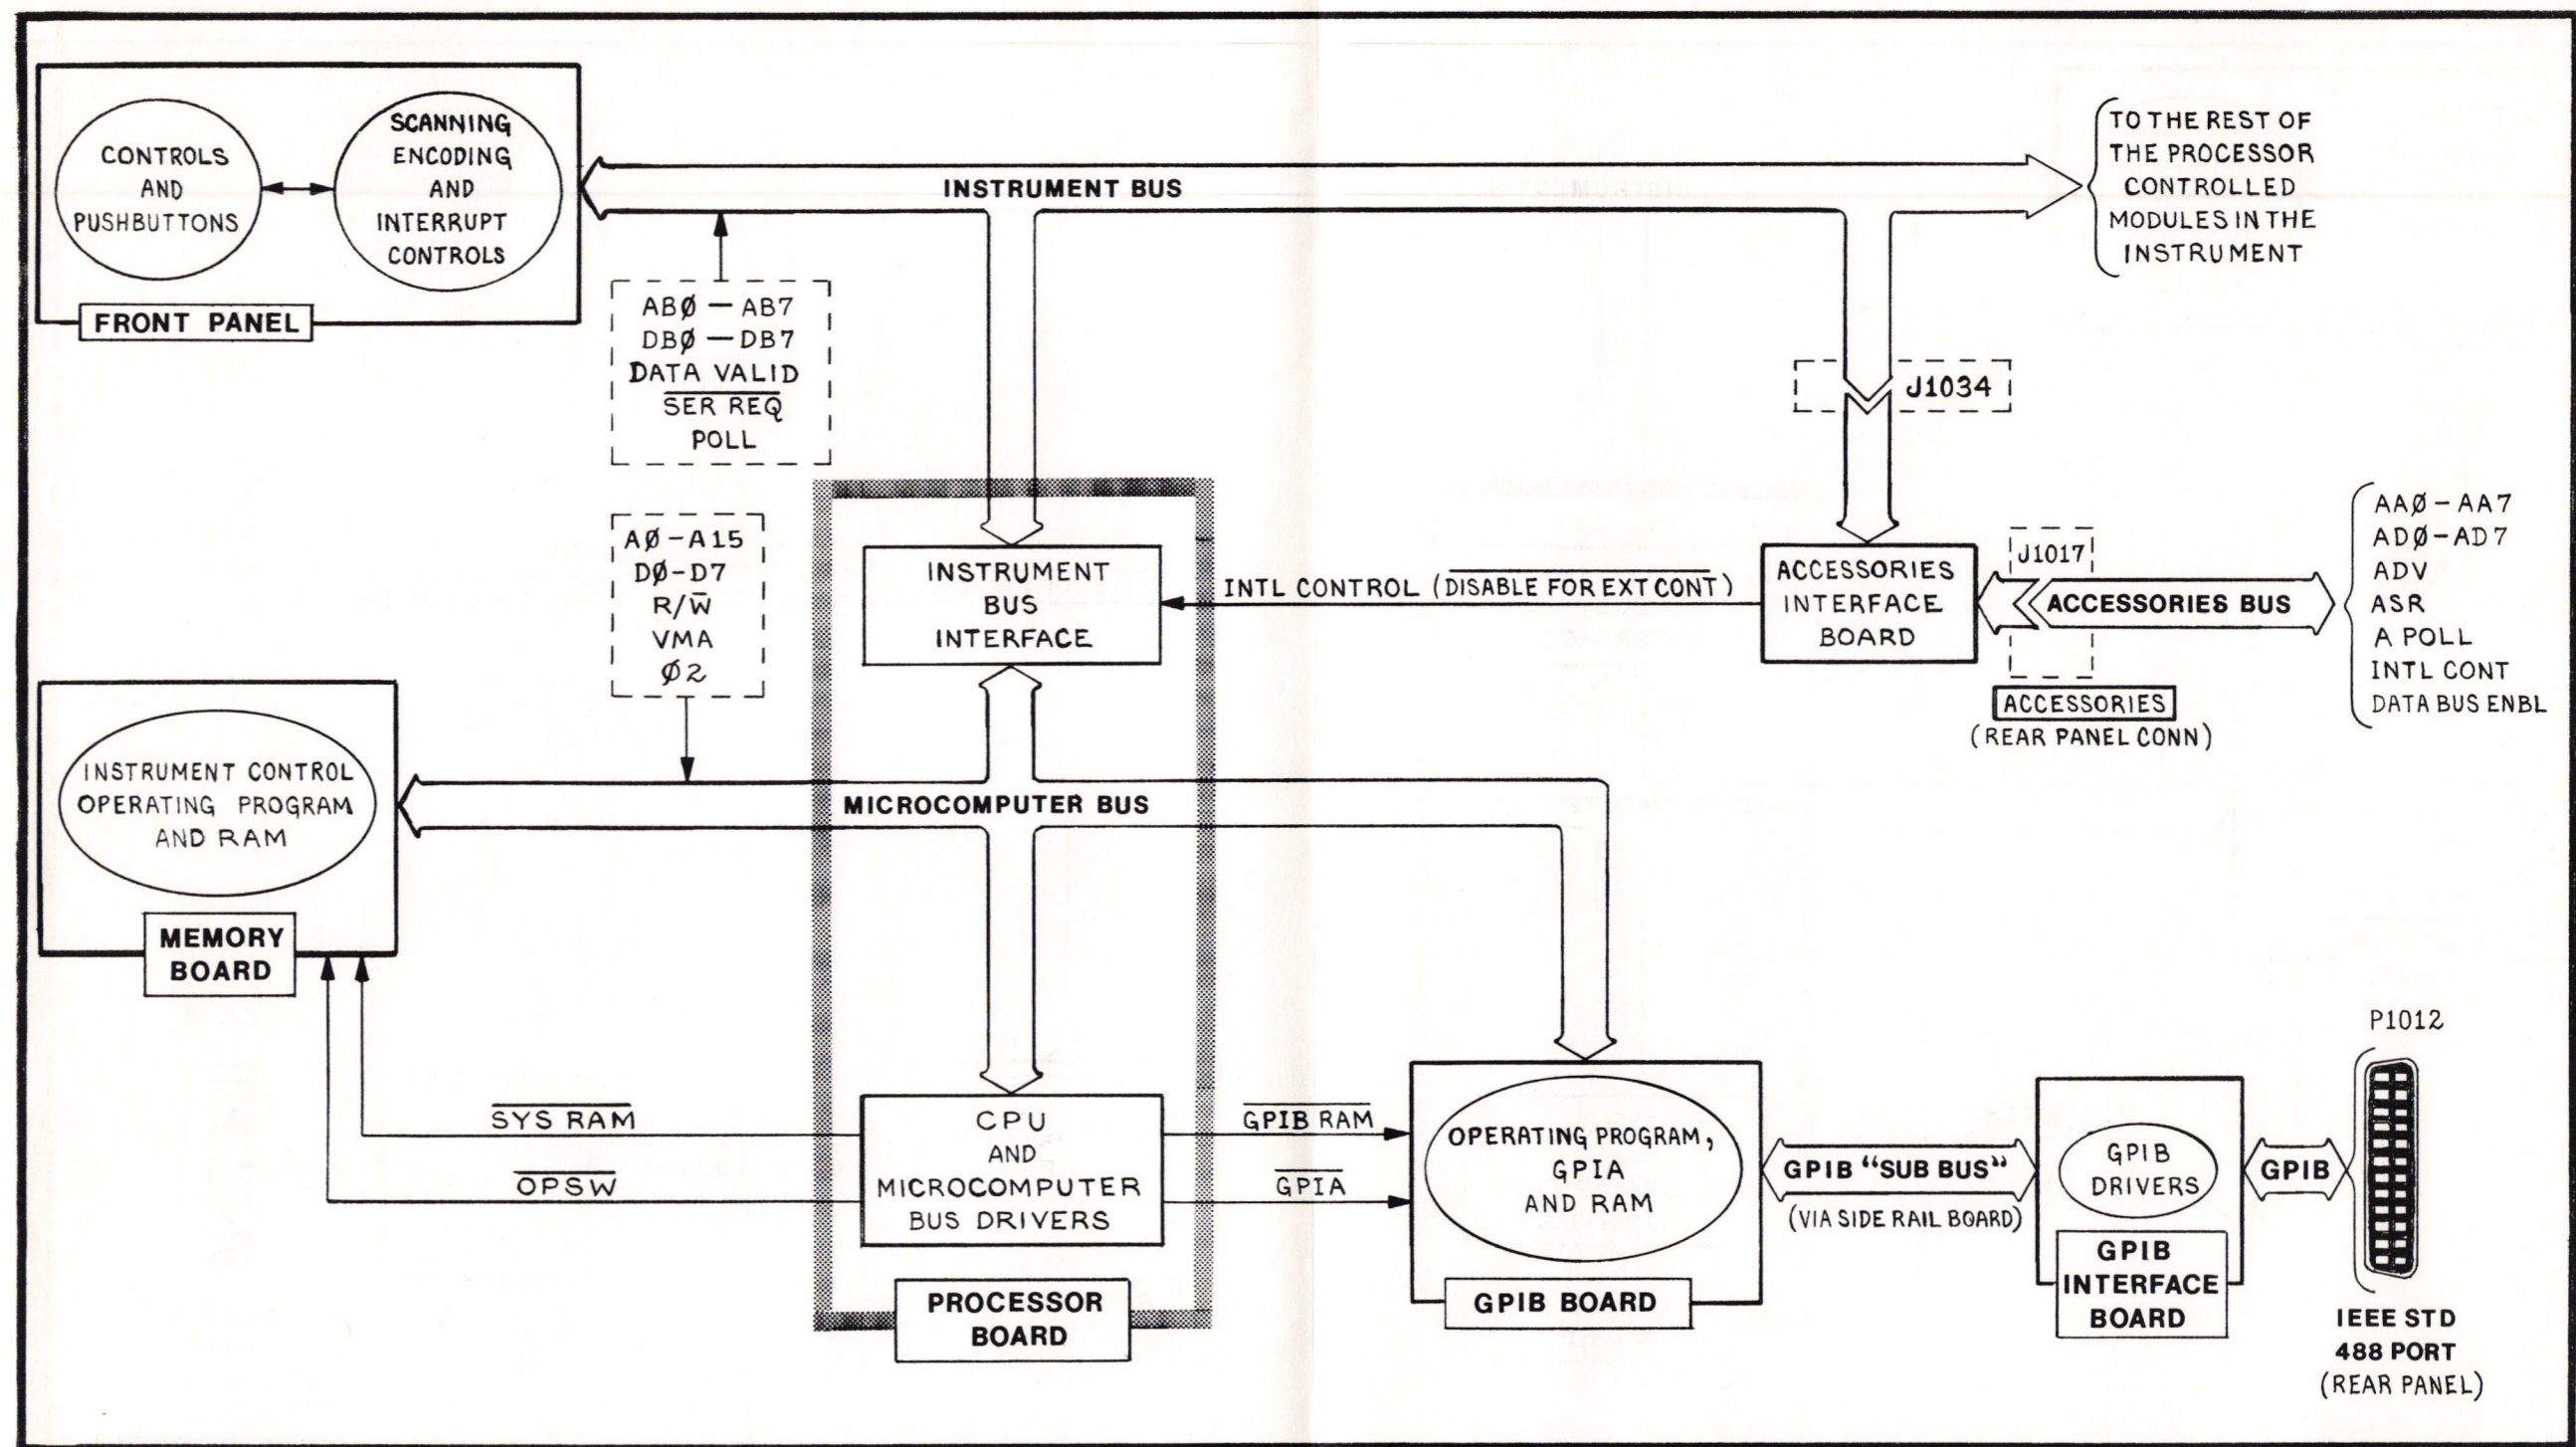 CONTROLS
AND
PUSHBUTTONS
SCANNING
ENCODING
AND
INTERRUPT
CONTROLS
FRONT PANEL
INSTRUMENT BUS
TO THE REST OF
THE PROCESSOR
CONTROLLED
MODULES IN THE
INSTRUMENT
ABØ — AB7
DBØ — DB7
DATA VALID
SER REQ
POLL
J1034
AØ-A15
DØ-D7
R/W̅
VMA
Ø2
INSTRUMENT
BUS
INTERFACE
INTL CONTROL (DISABLE FOR EXT CONT)
ACCESSORIES
INTERFACE
BOARD
J1017
ACCESSORIES BUS
AAØ-AA7
ADØ-AD7
ADV
ASR
A POLL
INTL CONT
DATA BUS ENBL
ACCESSORIES
(REAR PANEL CONN)
INSTRUMENT CONTROL
OPERATING PROGRAM
AND RAM
MEMORY
BOARD
MICROCOMPUTER BUS
SYS RAM
OPSW
CPU
AND
MICROCOMPUTER
BUS DRIVERS
PROCESSOR
BOARD
GPIB RAM
GPIA
OPERATING PROGRAM,
GPIA
AND RAM
GPIB BOARD
GPIB “SUB BUS”
(VIA SIDE RAIL BOARD)
GPIB
DRIVERS
GPIB
INTERFACE
BOARD
GPIB
P1012
IEEE STD
488 PORT
(REAR PANEL)